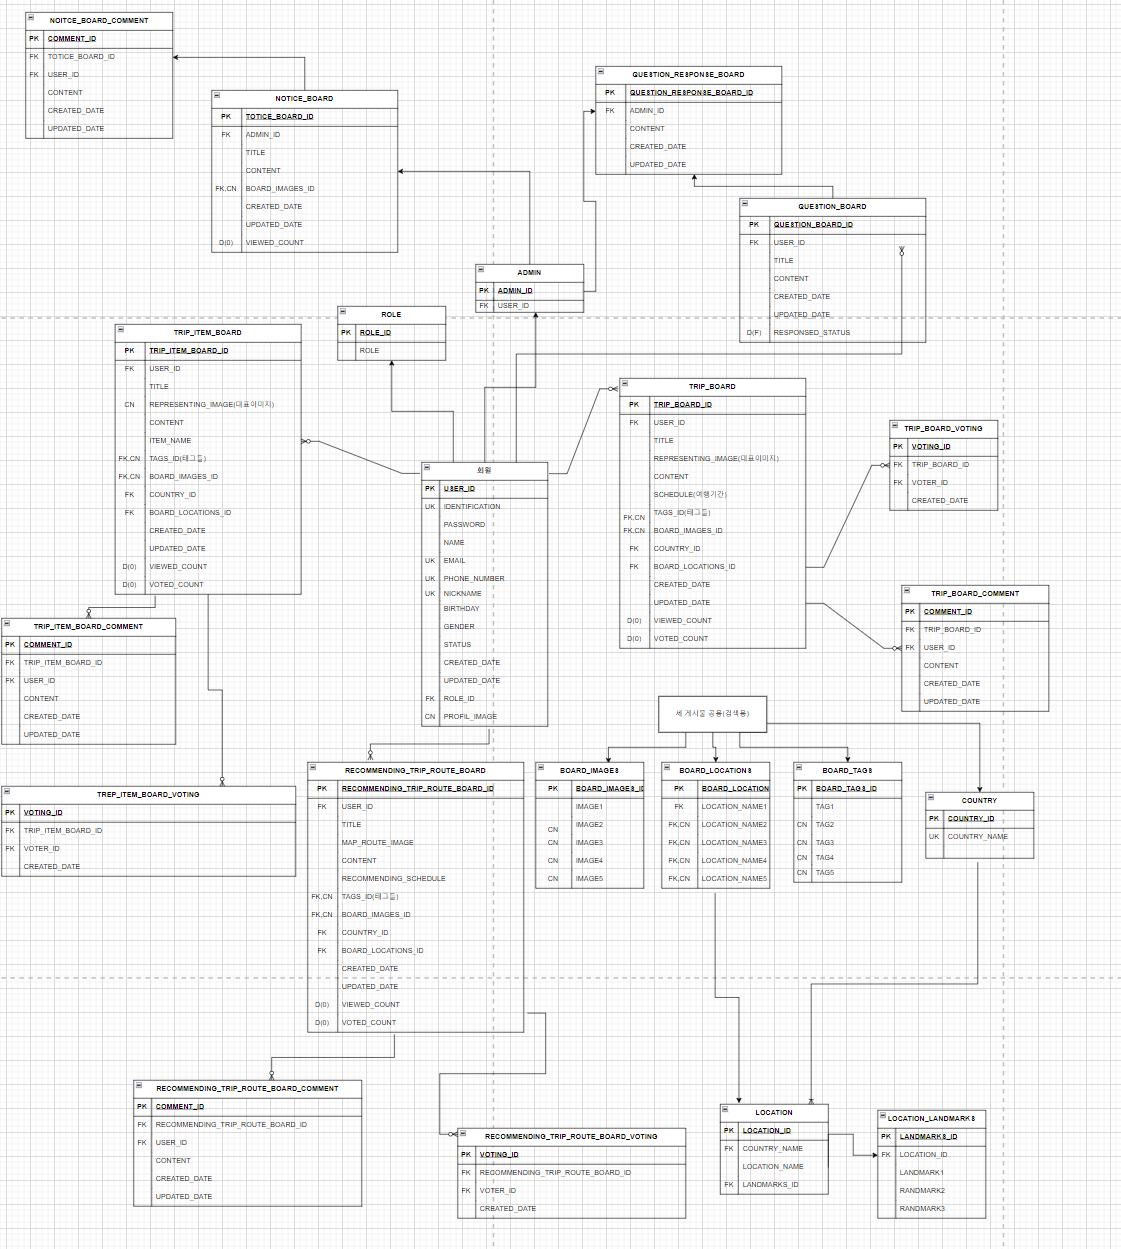 NOITCE_BOARD_COMMENT
PK COMMENT_ID
FK TOTICE_BOARD_ID
FK USER_ID
CONTENT
CREATED_DATE
UPDATED_DATE
NOTICE_BOARD
PK TOTICE_BOARD_ID
FK ADMIN_ID
TITLE
CONTENT
FK,CN BOARD_IMAGES_ID
CREATED_DATE
UPDATED_DATE
D(0) VIEWED_COUNT
QUESTION_RESPONSE_BOARD
PK QUESTION_RESPONSE_BOARD_ID
FK ADMIN_ID
CONTENT
CREATED_DATE
UPDATED_DATE
QUESTION_BOARD
PK QUESTION_BOARD_ID
FK USER_ID
TITLE
CONTENT
CREATED_DATE
UPDATED_DATE
D(F) RESPONSED_STATUS
ADMIN
PK ADMIN_ID
FK USER_ID
ROLE
PK ROLE_ID
ROLE
TRIP_ITEM_BOARD
PK TRIP_ITEM_BOARD_ID
FK USER_ID
TITLE
CN REPRESENTING_IMAGE(대표이미지)
CONTENT
ITEM_NAME
FK,CN TAGS_ID(태그들)
FK,CN BOARD_IMAGES_ID
FK COUNTRY_ID
FK BOARD_LOCATIONS_ID
CREATED_DATE
UPDATED_DATE
D(0) VIEWED_COUNT
D(0) VOTED_COUNT
TRIP_BOARD
PK TRIP_BOARD_ID
FK USER_ID
TITLE
REPRESENTING_IMAGE(대표이미지)
CONTENT
SCHEDULE(여행기간)
FK,CN TAGS_ID(태그들)
FK,CN BOARD_IMAGES_ID
FK COUNTRY_ID
FK BOARD_LOCATIONS_ID
CREATED_DATE
UPDATED_DATE
D(0) VIEWED_COUNT
D(0) VOTED_COUNT
TRIP_BOARD_VOTING
PK VOTING_ID
FK TRIP_BOARD_ID
FK VOTER_ID
CREATED_DATE
회원
PK USER_ID
UK IDENTIFICATION
PASSWORD
NAME
UK EMAIL
UK PHONE_NUMBER
UK NICKNAME
BIRTHDAY
GENDER
STATUS
CREATED_DATE
UPDATED_DATE
FK ROLE_ID
CN PROFIL_IMAGE
TRIP_BOARD_COMMENT
PK COMMENT_ID
FK TRIP_BOARD_ID
FK USER_ID
CONTENT
CREATED_DATE
UPDATED_DATE
TRIP_ITEM_BOARD_COMMENT
PK COMMENT_ID
FK TRIP_ITEM_BOARD_ID
FK USER_ID
CONTENT
CREATED_DATE
UPDATED_DATE
세 게시물 공용(검색용)
TREP_ITEM_BOARD_VOTING
PK VOTING_ID
FK TRIP_ITEM_BOARD_ID
FK VOTER_ID
CREATED_DATE
RECOMMENDING_TRIP_ROUTE_BOARD
PK RECOMMENDING_TRIP_ROUTE_BOARD_ID
FK USER_ID
TITLE
MAP_ROUTE_IMAGE
CONTENT
RECOMMENDING_SCHEDULE
FK,CN TAGS_ID(태그들)
FK,CN BOARD_IMAGES_ID
FK COUNTRY_ID
FK BOARD_LOCATIONS_ID
CREATED_DATE
UPDATED_DATE
D(0) VIEWED_COUNT
D(0) VOTED_COUNT
BOARD_IMAGES
PK BOARD_IMAGES_ID
IMAGE1
CN IMAGE2
CN IMAGE3
CN IMAGE4
CN IMAGE5
BOARD_LOCATIONS
PK BOARD_LOCATION
FK LOCATION_NAME1
FK,CN LOCATION_NAME2
FK,CN LOCATION_NAME3
FK,CN LOCATION_NAME4
FK,CN LOCATION_NAME5
BOARD_TAGS
PK BOARD_TAGS_ID
TAG1
CN TAG2
CN TAG3
CN TAG4
CN TAG5
COUNTRY
PK COUNTRY_ID
UK COUNTRY_NAME
RECOMMENDING_TRIP_ROUTE_BOARD_COMMENT
PK COMMENT_ID
FK RECOMMENDING_TRIP_ROUTE_BOARD_ID
FK USER_ID
CONTENT
CREATED_DATE
UPDATED_DATE
RECOMMENDING_TRIP_ROUTE_BOARD_VOTING
PK VOTING_ID
FK RECOMMENDING_TRIP_ROUTE_BOARD_ID
FK VOTER_ID
CREATED_DATE
LOCATION
PK LOCATION_ID
FK COUNTRY_NAME
LOCATION_NAME
FK LANDMARKS_ID
LOCATION_LANDMARKS
PK LANDMARKS_ID
FK LOCATION_ID
LANDMARK1
RANDMARK2
RANDMARK3